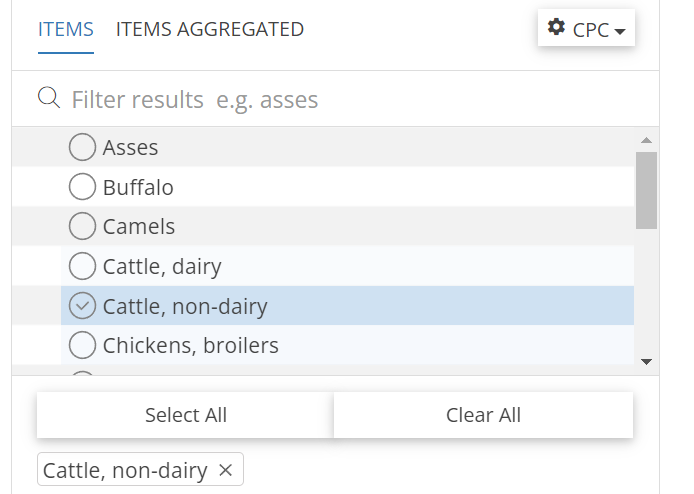 ITEMS ITEMS AGGREGATED CPC
Filter results e.g. asses
Asses
Buffalo
Camels
Cattle, dairy
Cattle, non-dairy
Chickens, broilers
Select All Clear All
Cattle, non-dairy ×